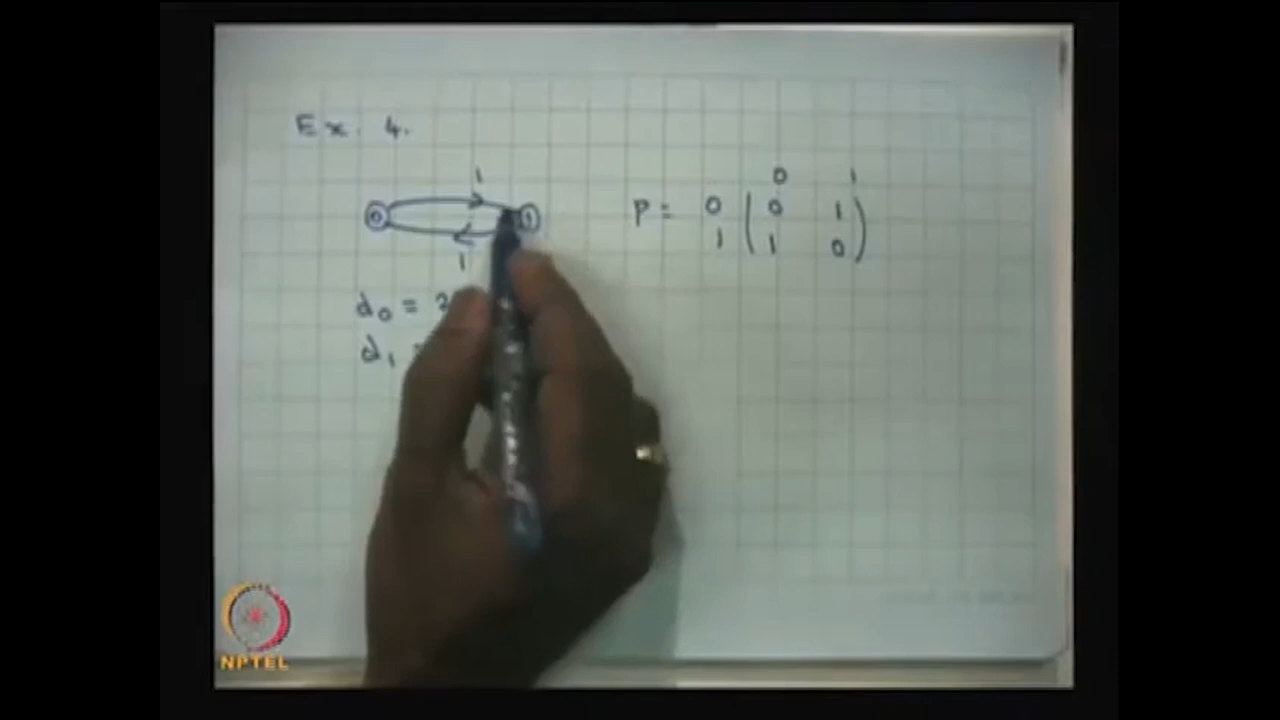 Ex. 4.
1
0 1
0 1
P = 0 ( 0 1 )
1 ( 1 0 )
1
d0 = 2
d1 =
NPTEL